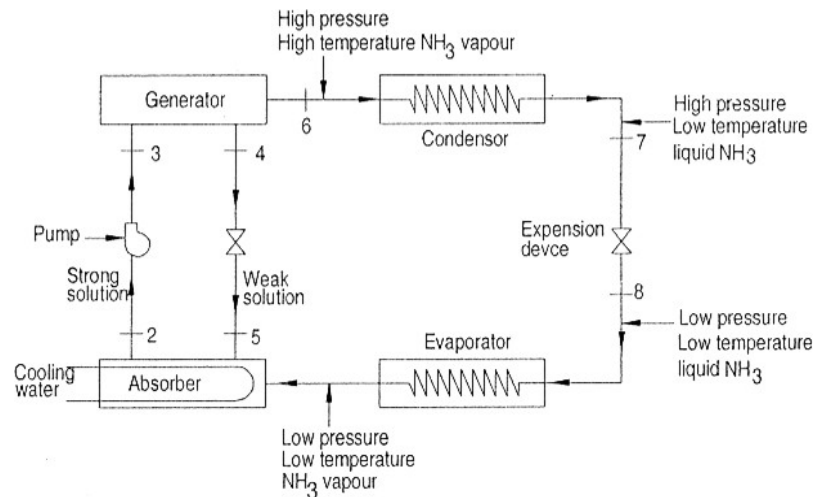 High pressure
High temperature NH3 vapour
Generator
6
Condensor
High pressure
Low temperature
liquid NH3
7
3
4
Pump
Expension
devce
Strong
solution
Weak
solution
8
2
5
Low pressure
Low temperature
liquid NH3
Evaporator
Cooling
water
Absorber
Low pressure
Low temperature
NH3 vapour